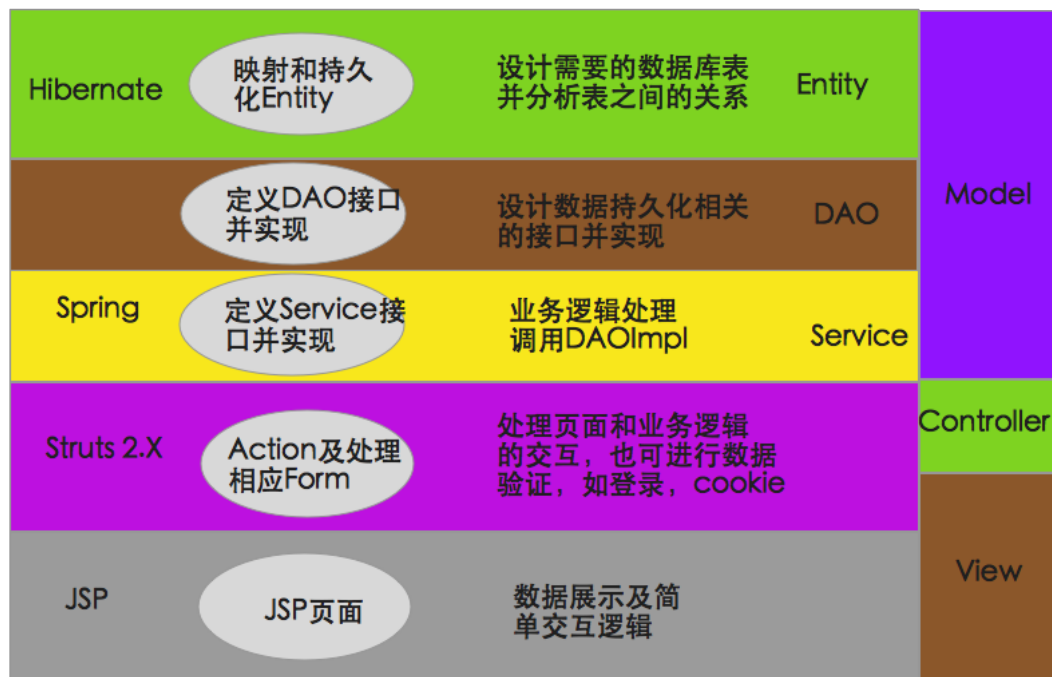 Hibernate
映射和持久
化Entity
设计需要的数据库表
并分析表之间的关系
Entity
定义DAO接口
并实现
设计数据持久化相关
的接口并实现
DAO
Model
Spring
定义Service接
口并实现
业务逻辑处理
调用DAOImpl
Service
Struts 2.X
Action及处理
相应Form
处理页面和业务逻辑
的交互，也可进行数据
验证，如登录，cookie
Controller
JSP
JSP页面
数据展示及简
单交互逻辑
View